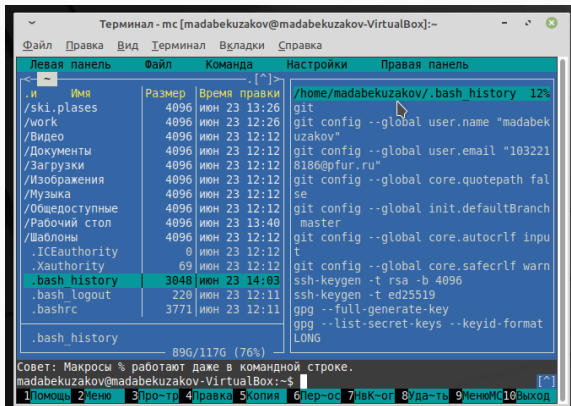 Терминал - mc [madabekuzakov@madabekuzakov-VirtualBox]:~
Файл Правка Вид Терминал Вкладки Справка
Левая панель Файл Команда Настройки Правая панель
<─ ~ ─.[^]>
.и Имя Размер Время правки
/ski.plases 4096 июн 23 13:26
/work 4096 июн 23 12:26
/Видео 4096 июн 23 12:12
/Документы 4096 июн 23 12:12
/Загрузки 4096 июн 23 12:12
/Изображения 4096 июн 23 12:12
/Музыка 4096 июн 23 12:12
/Общедоступные 4096 июн 23 12:12
/Рабочий стол 4096 июн 23 13:40
/Шаблоны 4096 июн 23 12:12
.ICEauthority 0 июн 23 12:12
.Xauthority 69 июн 23 12:12
.bash_history 3048 июн 23 14:03
.bash_logout 220 июн 23 12:11
.bashrc 3771 июн 23 12:11
.bash_history
89G/117G (76%)
/home/madabekuzakov/.bash_history 12%
git
git config --global user.name "madabek
uzakov"
git config --global user.email "103221
8186@pfur.ru"
git config --global core.quotepath fal
se
git config --global init.defaultBranch
master
git config --global core.autocrlf inpu
t
git config --global core.safecrlf warn
ssh-keygen -t rsa -b 4096
ssh-keygen -t ed25519
gpg --full-generate-key
gpg --list-secret-keys --keyid-format
LONG
Совет: Макросы % работают даже в командной строке.
madabekuzakov@madabekuzakov-VirtualBox:~$ [^]
1Помощь 2Меню 3Про~тр 4Правка 5Копия 6Пер~ос 7НвК~ог 8Уда~ть 9МенюMC 10Выход